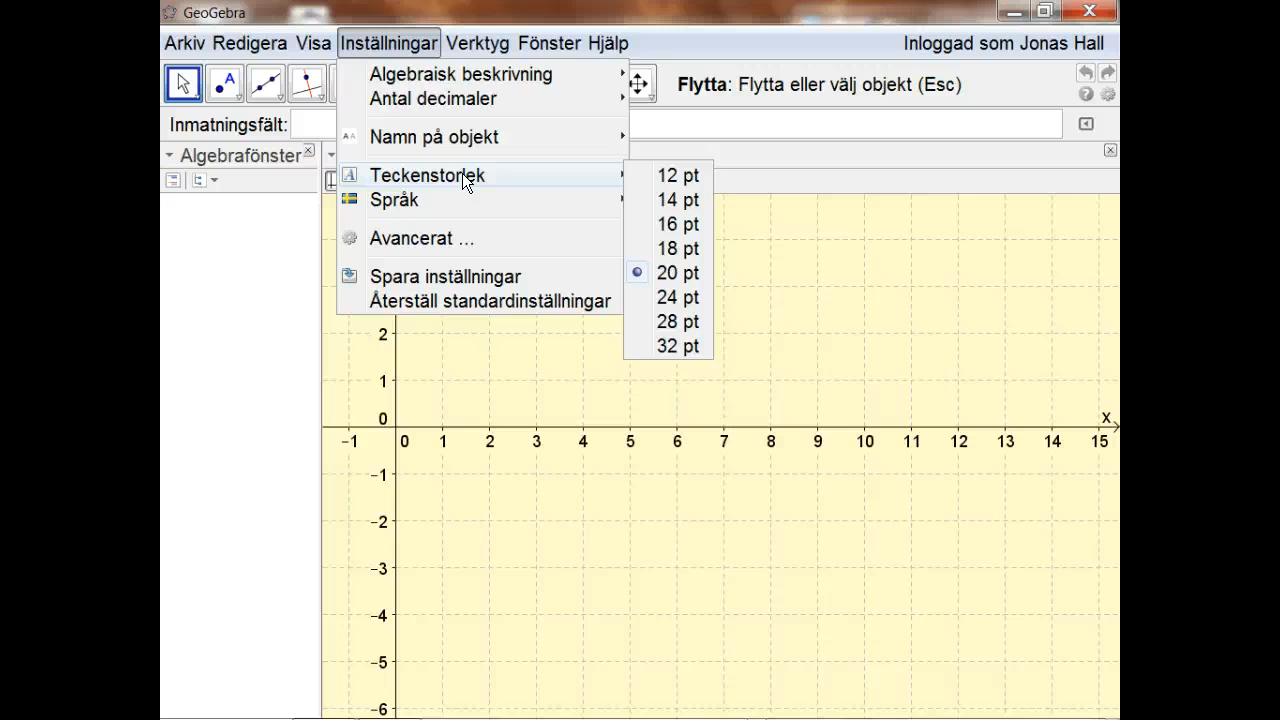 GeoGebra
Arkiv Redigera Visa Inställningar Verktyg Fönster Hjälp Inloggad som Jonas Hall
A
Flytta: Flytta eller välj objekt (Esc)
Inmatningsfält:
Algebrafönster
Algebraisk beskrivning
Antal decimaler
AA Namn på objekt
A Teckenstorlek
Språk
Avancerat ...
Spara inställningar
Återställ standardinställningar
12 pt
14 pt
16 pt
18 pt
20 pt
24 pt
28 pt
32 pt
2
1
0
x
−1 0 1 2 3 4 5 6 7 8 9 10 11 12 13 14 15
−1
−2
−3
−4
−5
−6